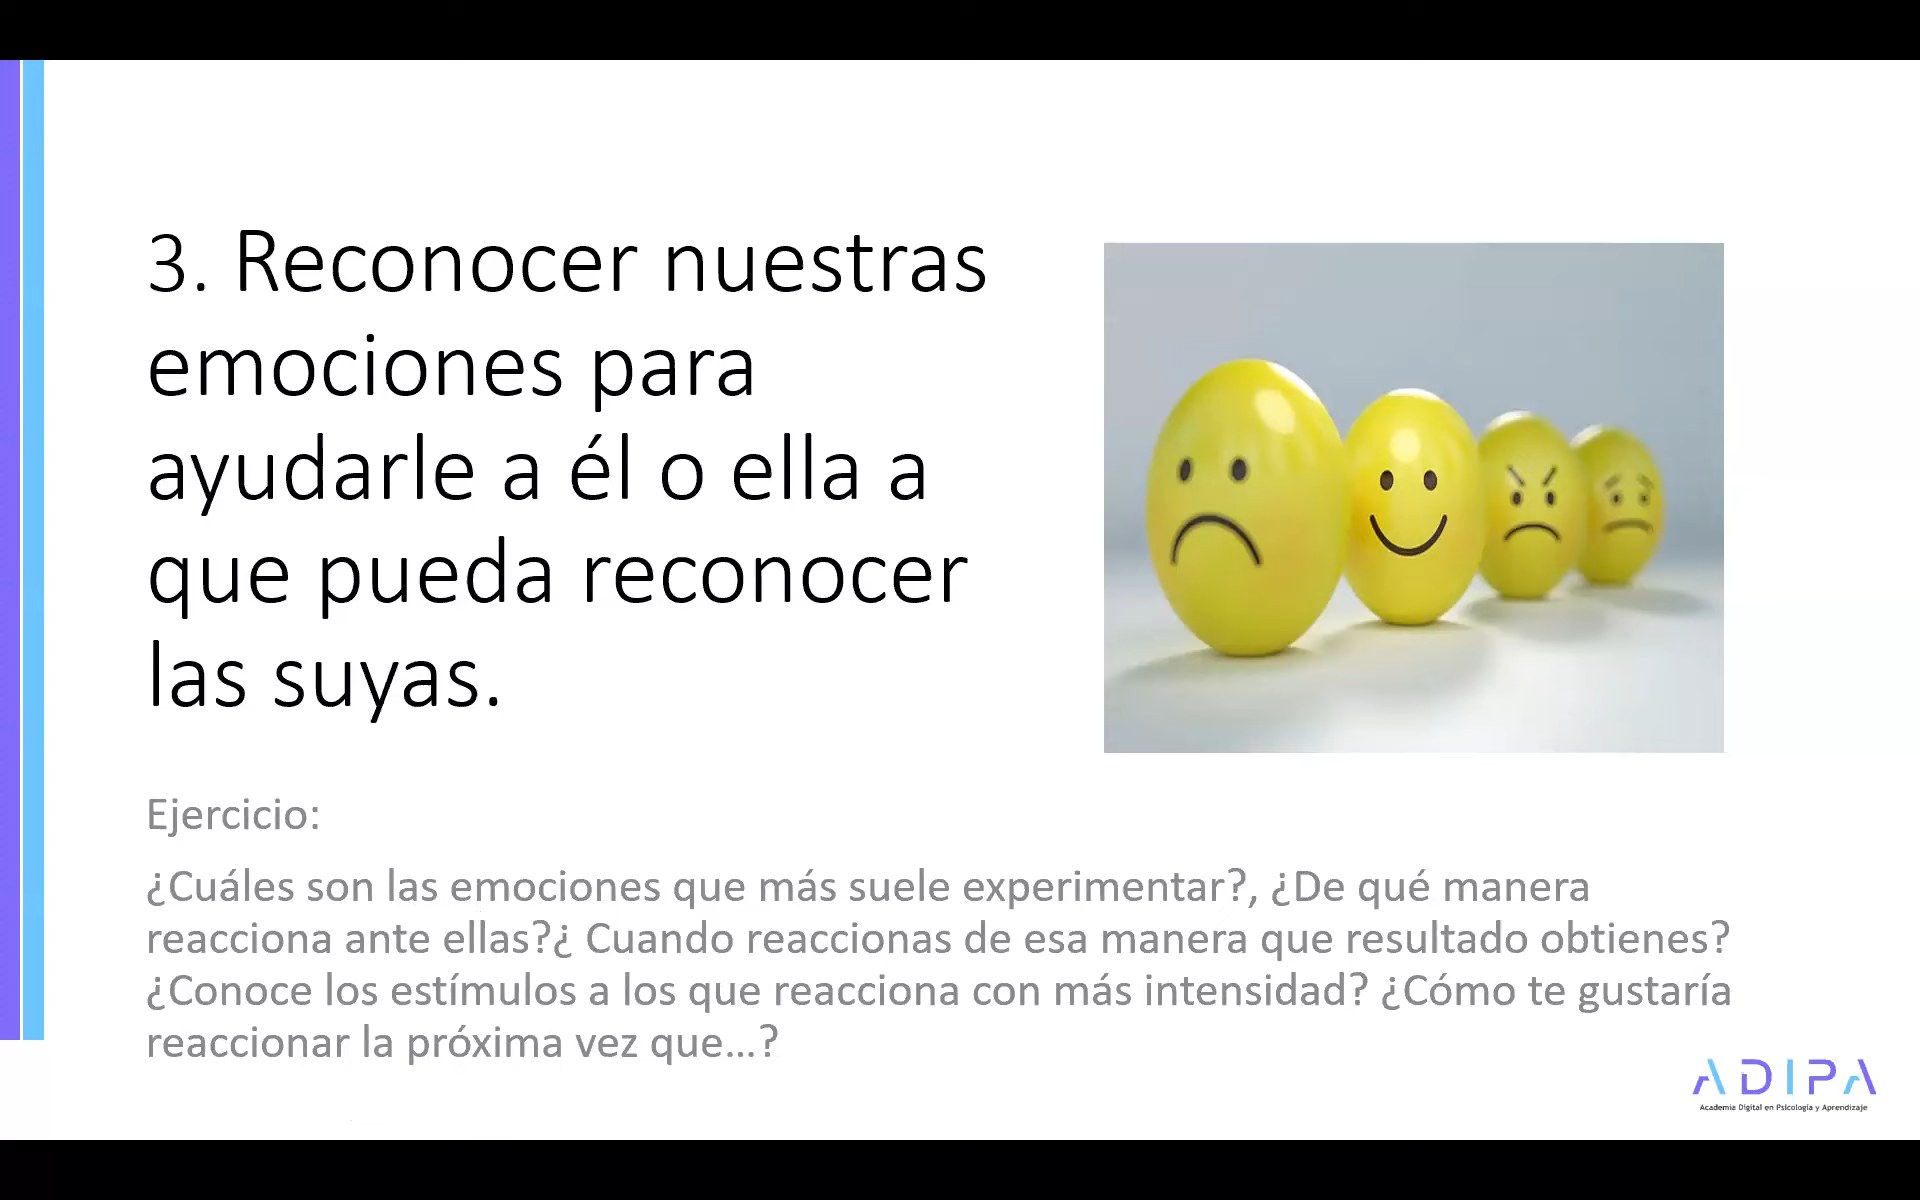 3. Reconocer nuestras
emociones para
ayudarle a él o ella a
que pueda reconocer
las suyas.
Ejercicio:
¿Cuáles son las emociones que más suele experimentar?, ¿De qué manera
reacciona ante ellas?¿ Cuando reaccionas de esa manera que resultado obtienes?
¿Conoce los estímulos a los que reacciona con más intensidad? ¿Cómo te gustaría
reaccionar la próxima vez que...?
ADIPA
Academia Digital en Psicología y Aprendizaje